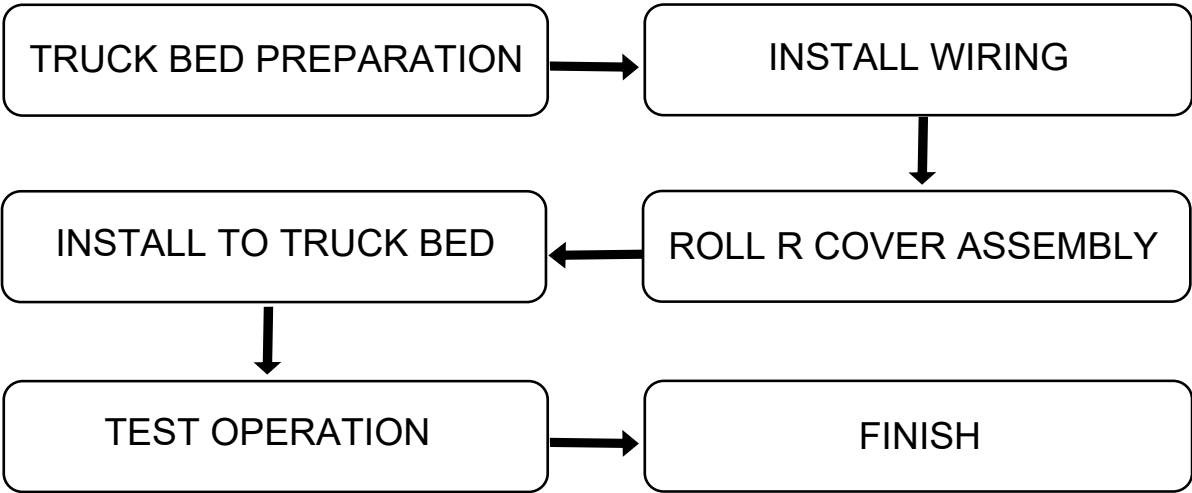 TRUCK BED PREPARATION
INSTALL WIRING
ROLL R COVER ASSEMBLY
INSTALL TO TRUCK BED
TEST OPERATION
FINISH